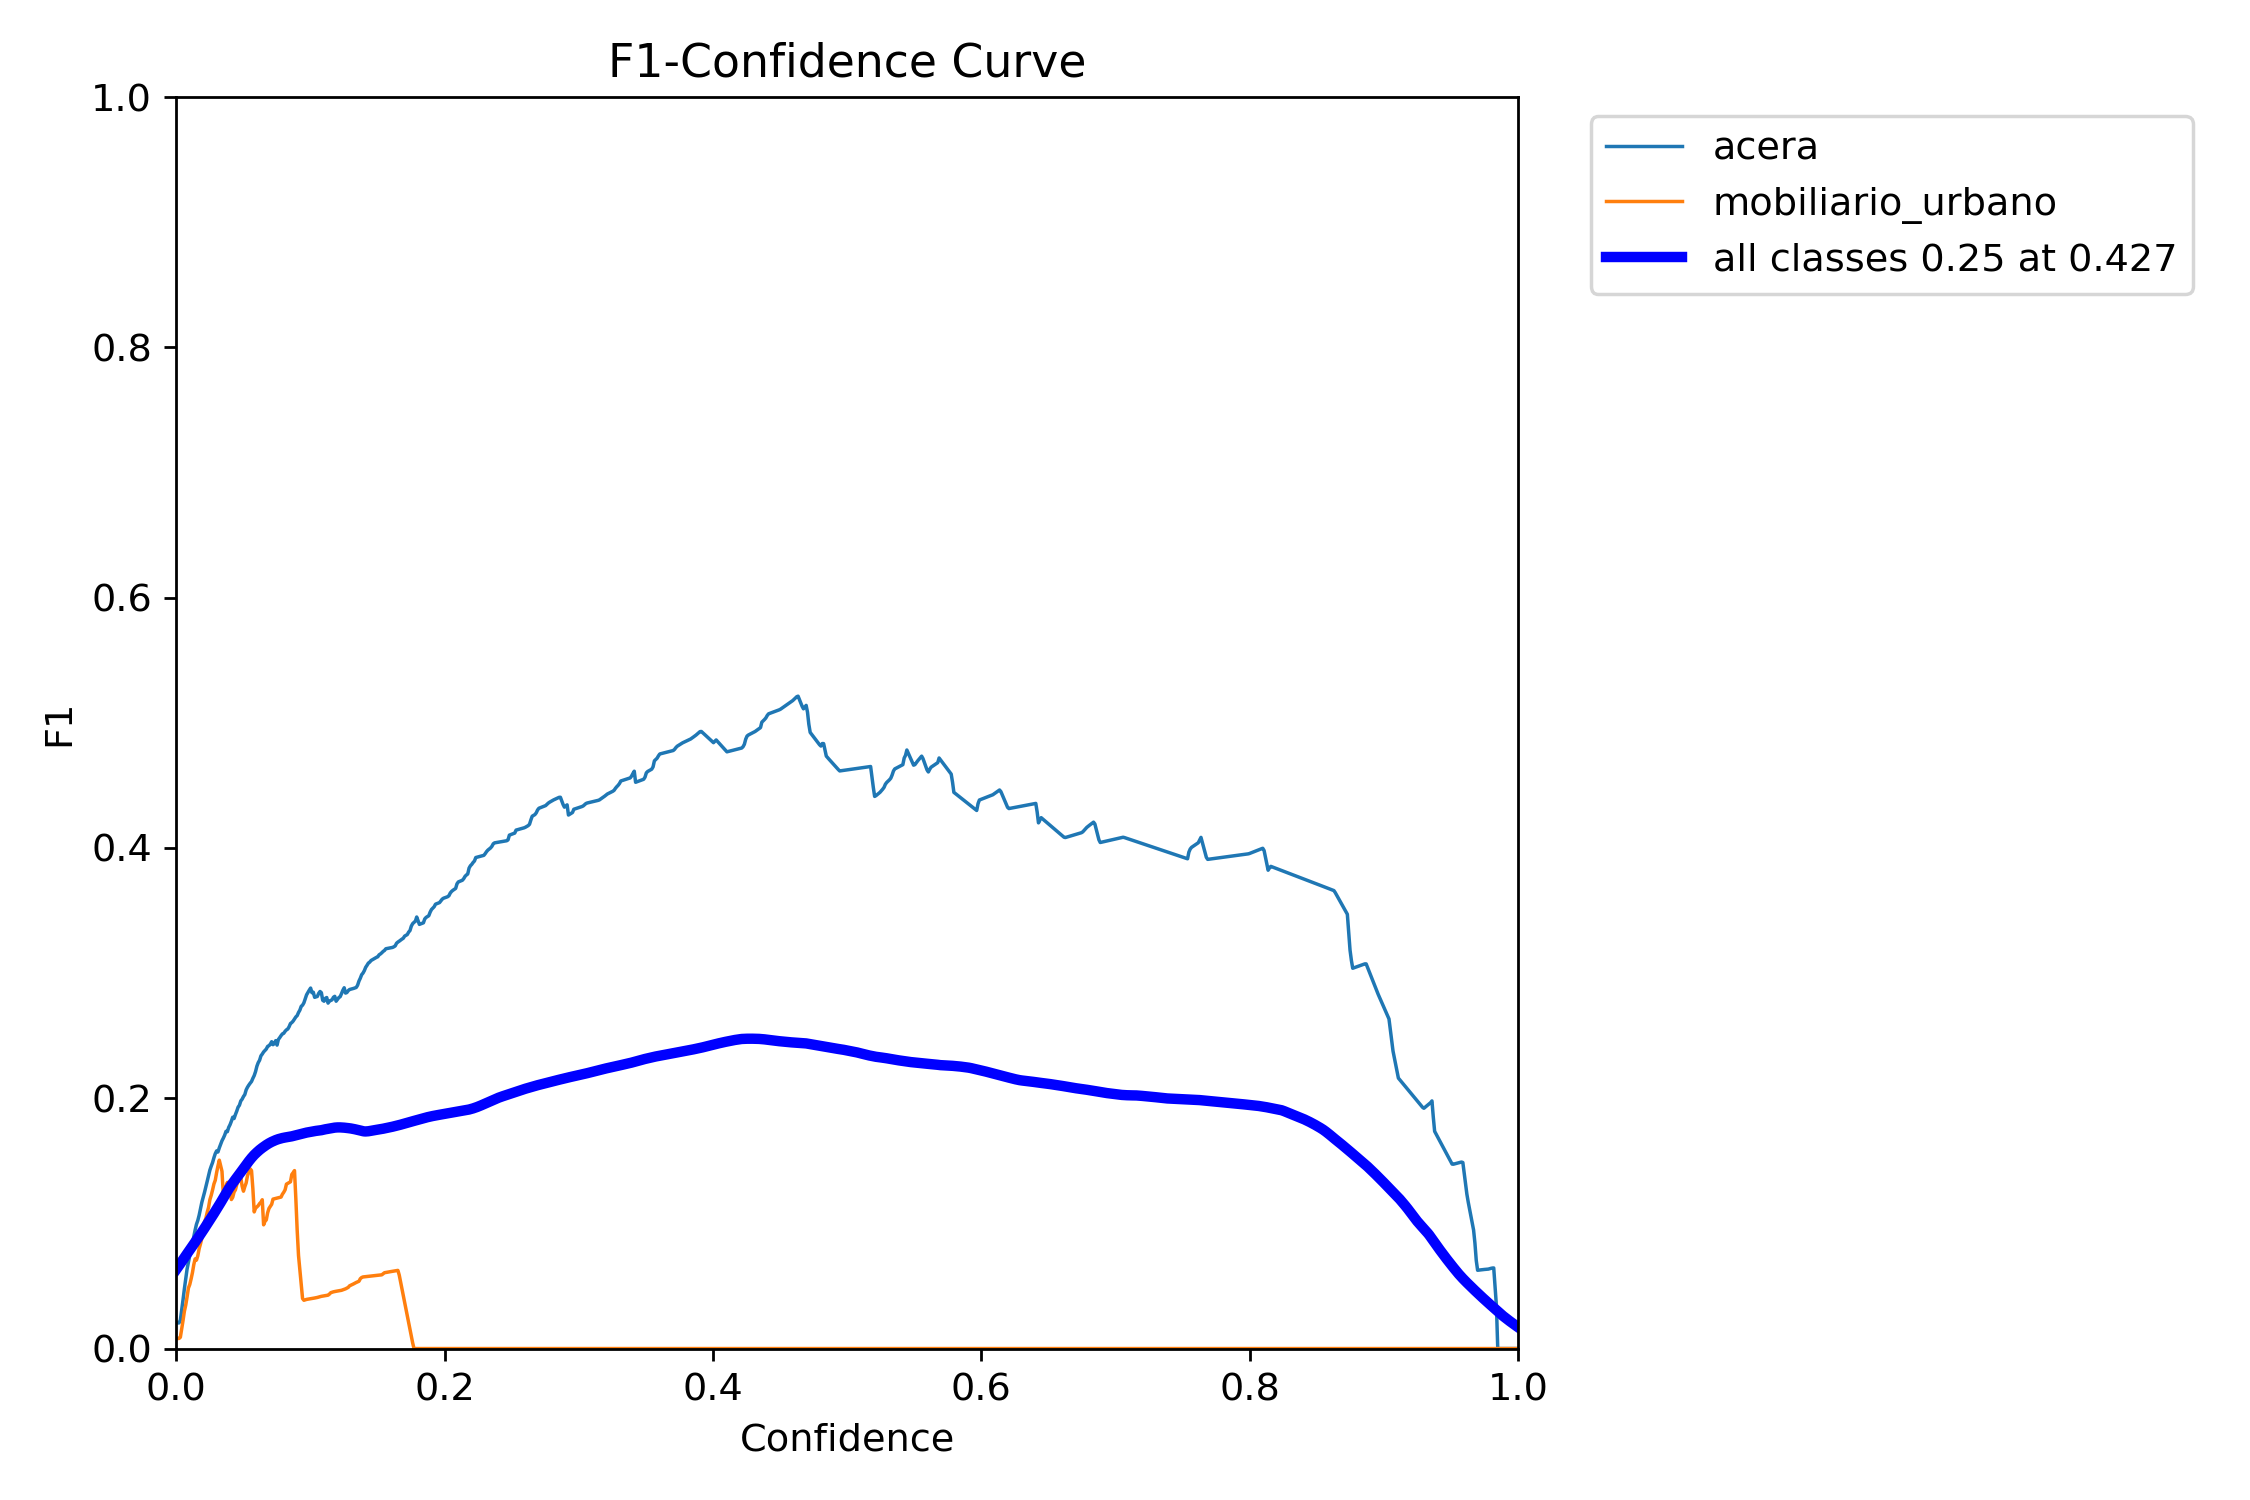 F1-Confidence Curve
1.0
0.8
0.6
0.4
0.2
0.0
F1
0.0 0.2 0.4 0.6 0.8 1.0
Confidence
acera
mobiliario_urbano
all classes 0.25 at 0.427